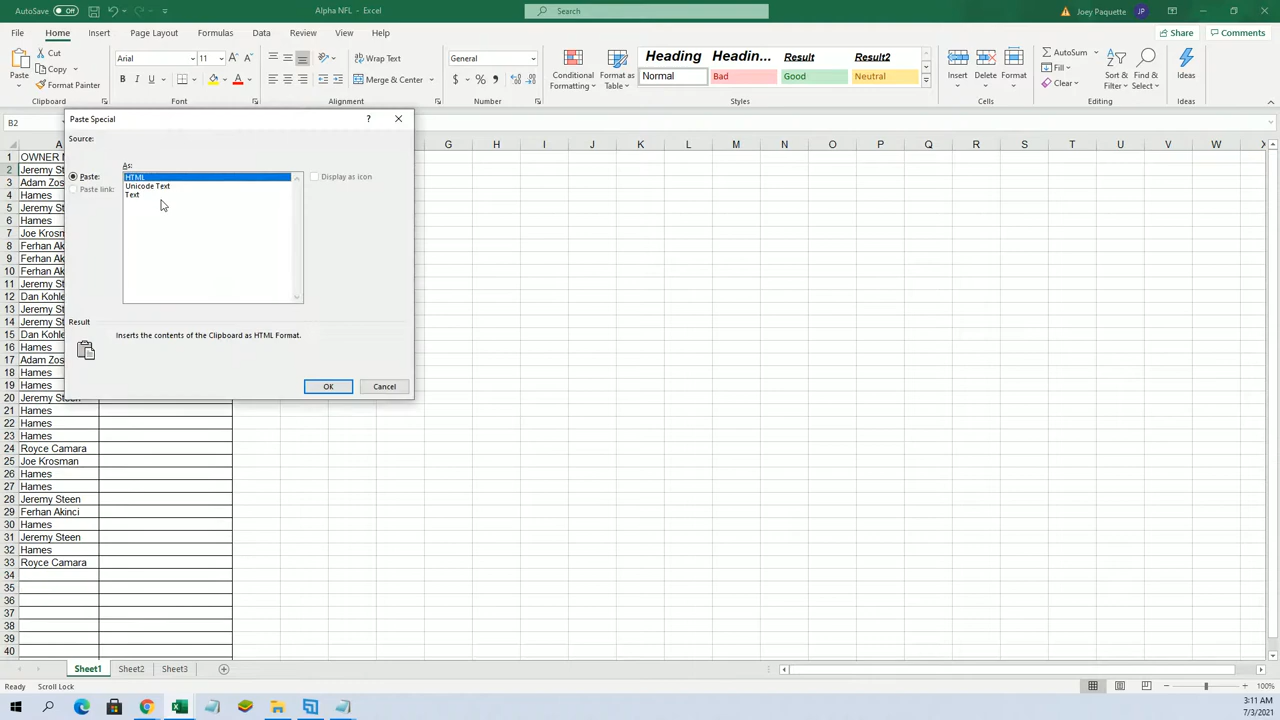 AutoSave Off Alpha NFL - Excel Search Joey Paquette JP
File Home Insert Page Layout Formulas Data Review View Help Share Comments
Paste Cut Copy Format Painter Clipboard
Arial 11 A A B I U A Font
Wrap Text Merge & Center Alignment
General $ % Number
Conditional Formatting Format as Table
Heading Headin... Result Result2
Normal Bad Good Neutral
Styles
Insert Delete Format Cells
AutoSum Fill Clear Sort & Filter Find & Select Editing
Ideas Ideas
B2
Paste Special ?
Source:
As:
Paste:
Paste link:
HTML
Unicode Text
Text
Display as icon
Result
Inserts the contents of the Clipboard as HTML Format.
OK Cancel
A G H I J K L M N O P Q R S T U V W X
1 OWNER
2 Jeremy St
3 Adam Zos
4 Hames
5 Jeremy St
6 Hames
7 Joe Krosm
8 Ferhan Ak
9 Ferhan Ak
10 Ferhan Ak
11 Jeremy St
12 Dan Kohle
13 Jeremy St
14 Jeremy St
15 Dan Kohle
16 Hames
17 Adam Zos
18 Hames
19 Hames
20 Jeremy Steen
21 Hames
22 Hames
23 Hames
24 Royce Camara
25 Joe Krosman
26 Hames
27 Hames
28 Jeremy Steen
29 Ferhan Akinci
30 Hames
31 Jeremy Steen
32 Hames
33 Royce Camara
34
35
36
37
38
39
40
Sheet1 Sheet2 Sheet3
Ready Scroll Lock 100%
3:11 AM
7/3/2021